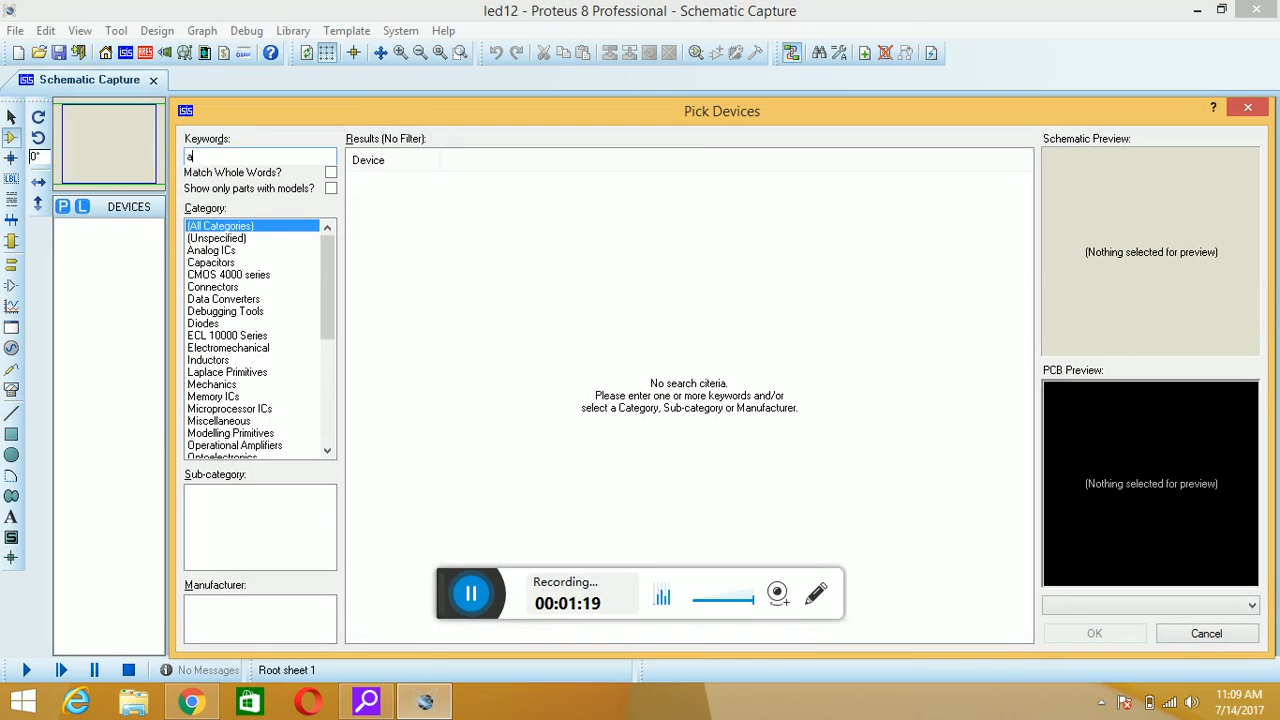 led12 - Proteus 8 Professional - Schematic Capture
File Edit View Tool Design Graph Debug Library Template System Help
Schematic Capture
Pick Devices
?
0°
LBL
P L DEVICES
A
S
Keywords:
a
Match Whole Words?
Show only parts with models?
Category:
(All Categories)
(Unspecified)
Analog ICs
Capacitors
CMOS 4000 series
Connectors
Data Converters
Debugging Tools
Diodes
ECL 10000 Series
Electromechanical
Inductors
Laplace Primitives
Mechanics
Memory ICs
Microprocessor ICs
Miscellaneous
Modelling Primitives
Operational Amplifiers
Optoelectronics
Sub-category:
Manufacturer:
Results (No Filter):
Device
No search citeria.
Please enter one or more keywords and/or
select a Category, Sub-category or Manufacturer.
Schematic Preview:
(Nothing selected for preview)
PCB Preview:
(Nothing selected for preview)
OK Cancel
Recording...
00:01:19
No Messages Root sheet 1
11:09 AM
7/14/2017